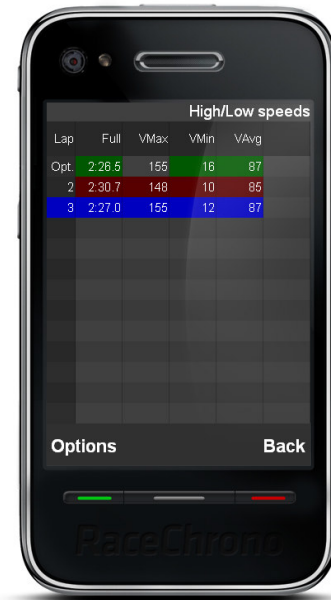 High/Low speeds
Lap Full VMax VMin VAvg
Opt. 2:26.5 155 16 87
2 2:30.7 148 10 85
3 2:27.0 155 12 87
Options Back
RaceChrono